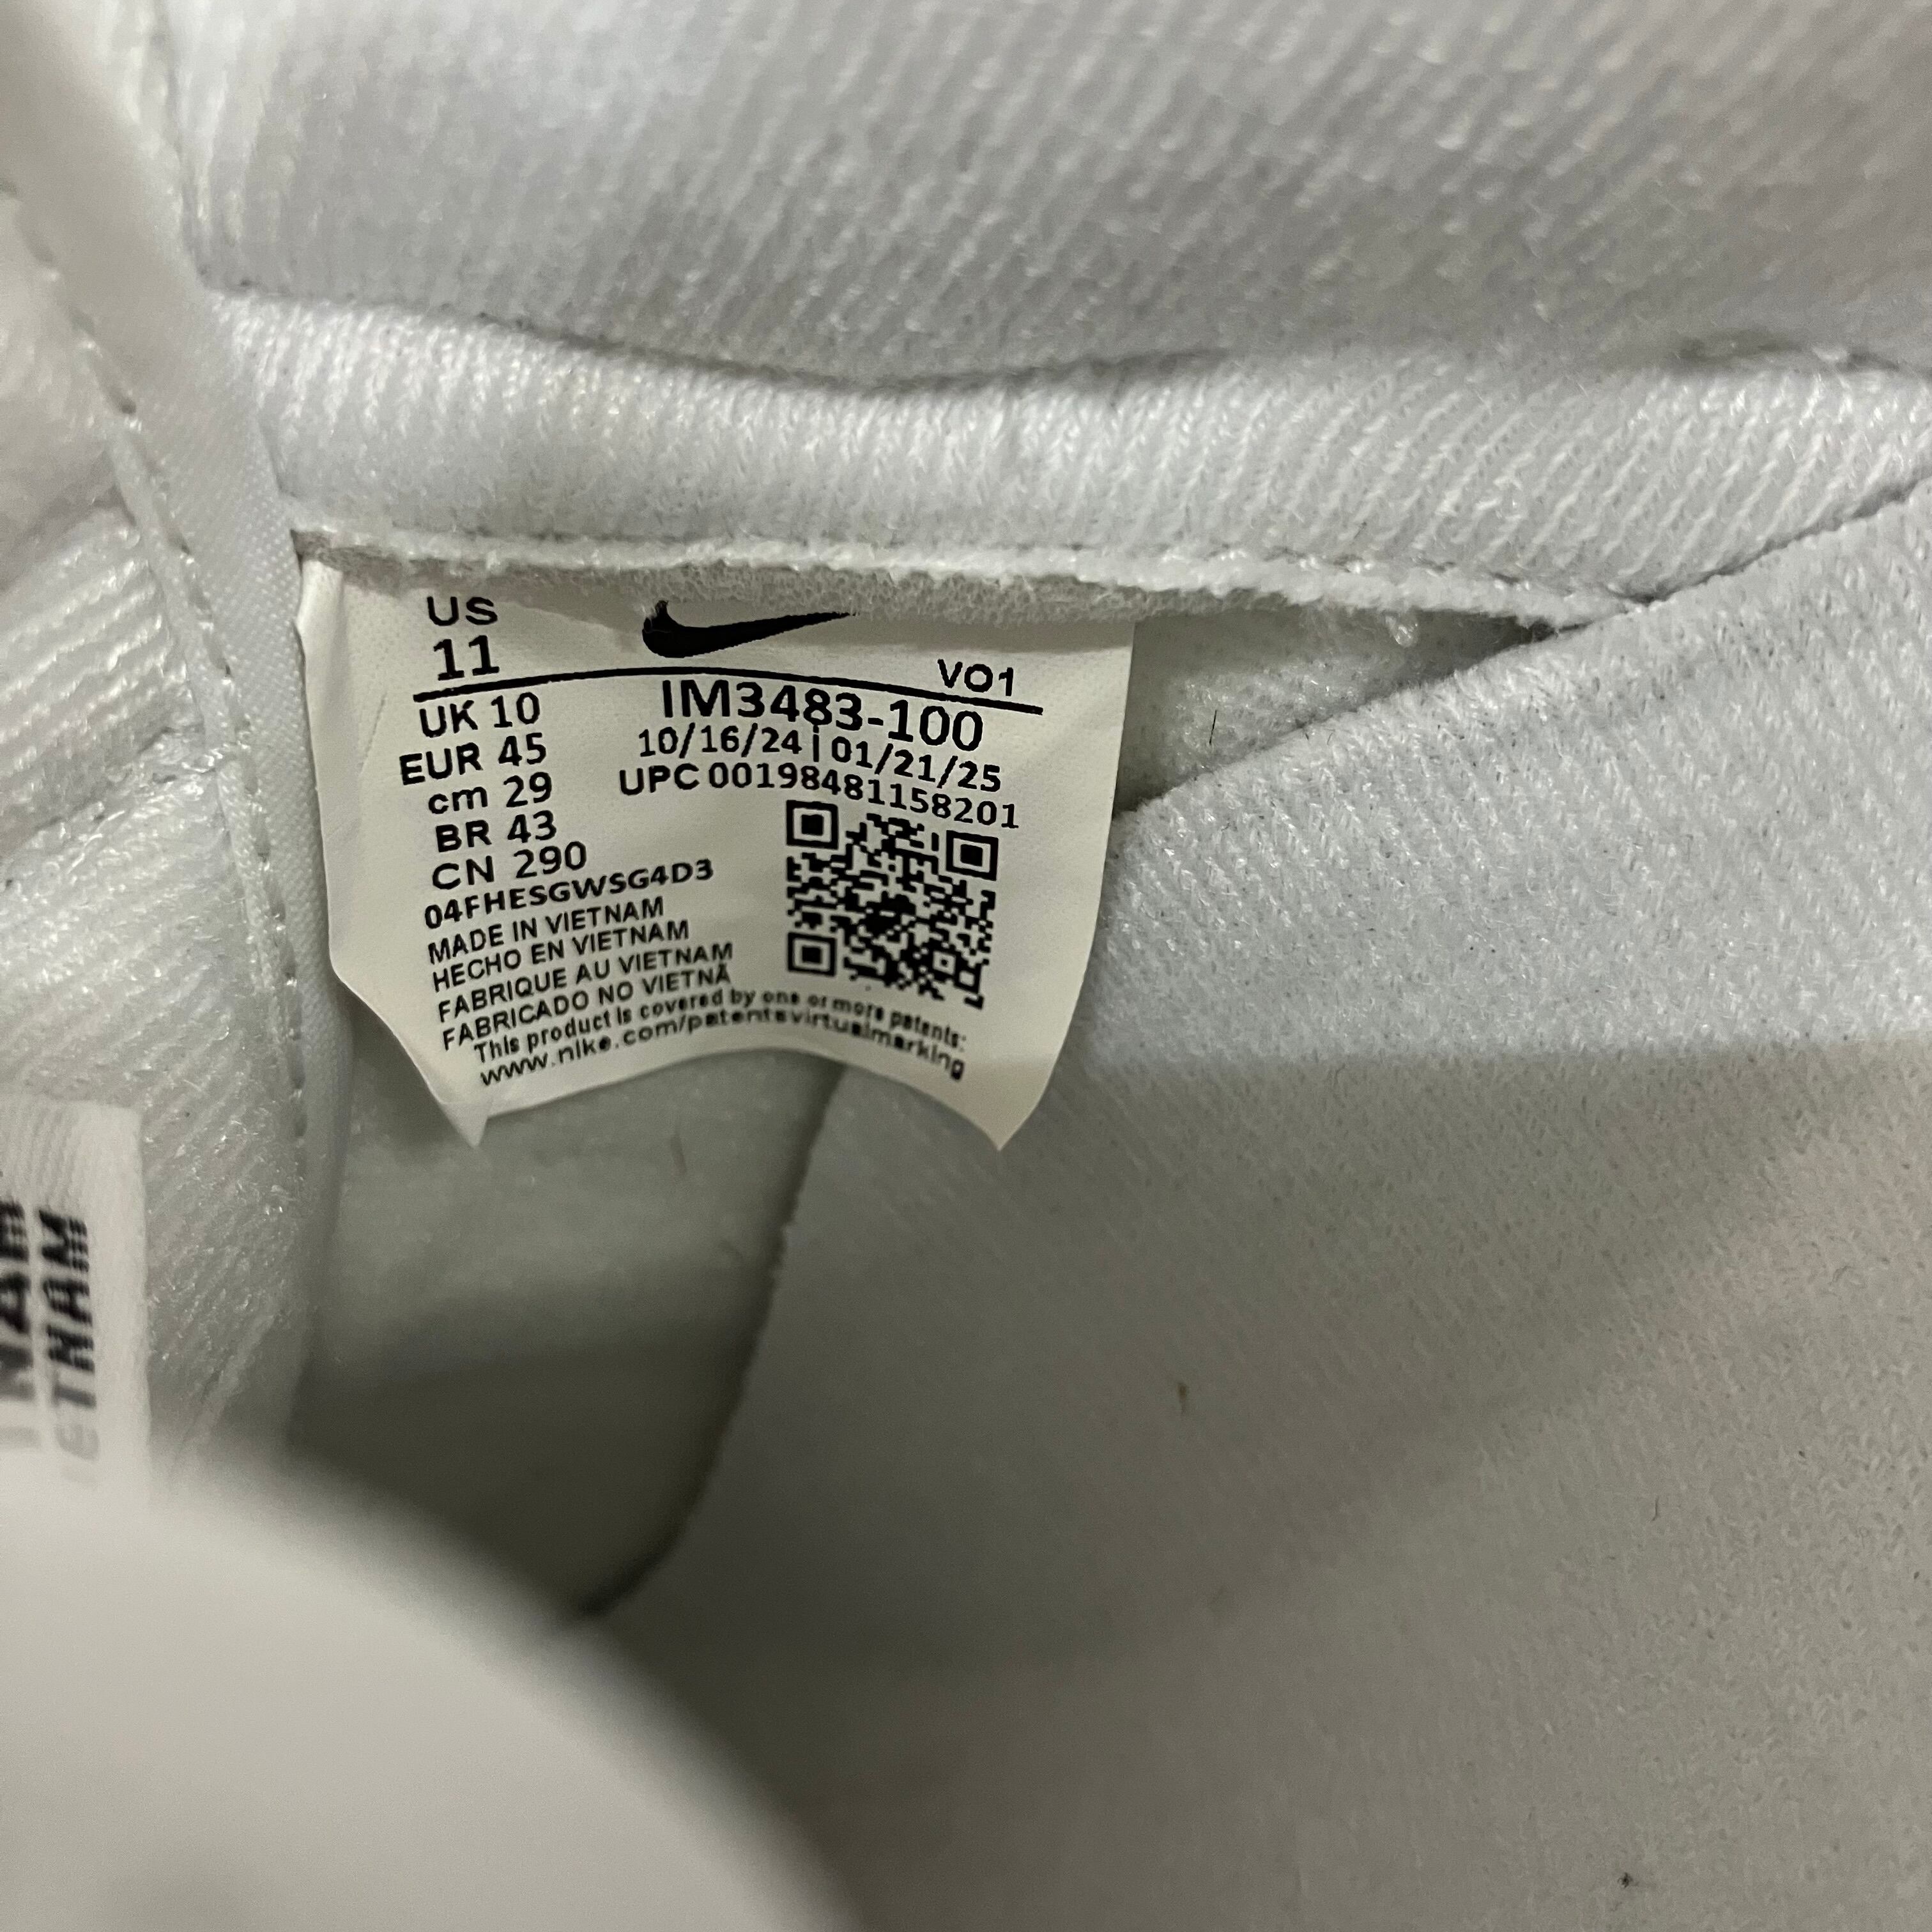 US
11
VO1
UK 10
EUR 45
cm 29
BR 43
CN 290
IM3483-100
10/16/24 | 01/21/25
UPC 00198481158201
04FHESGWSG4D3
MADE IN VIETNAM
HECHO EN VIETNAM
FABRIQUE AU VIETNAM
FABRICADO NO VIETNÃ
This product is covered by one or more patents:
www.nike.com/patentsvirtualmarking